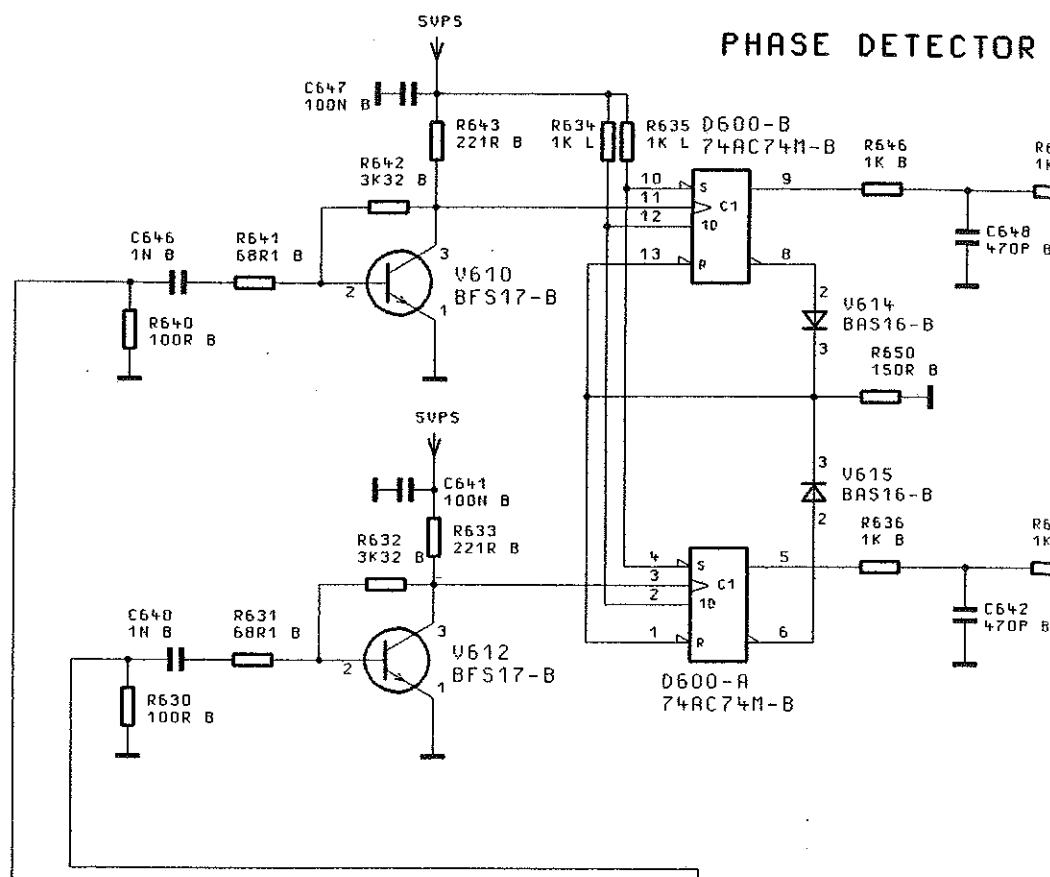 5VPS
PHASE DETECTOR
C647
100N B
R643
221R B
R634
1K L
R635
1K L
D600-B
74AC74M-B
R646
1K B
R6
1K
R642
3K32 B
10
S
9
11
C1
12
1D
13
R
8
C646
1N B
R641
68R1 B
3
2
1
V610
BFS17-B
C648
470P B
R640
100R B
2
V614
BAS16-B
3
R650
150R B
5VPS
C641
100N B
3
V615
BAS16-B
2
R633
221R B
R632
3K32 B
R636
1K B
R6
1K
4
S
5
3
C1
2
1D
1
R
6
C640
1N B
R631
68R1 B
3
2
1
V612
BFS17-B
C642
470P B
R630
100R B
D600-A
74AC74M-B